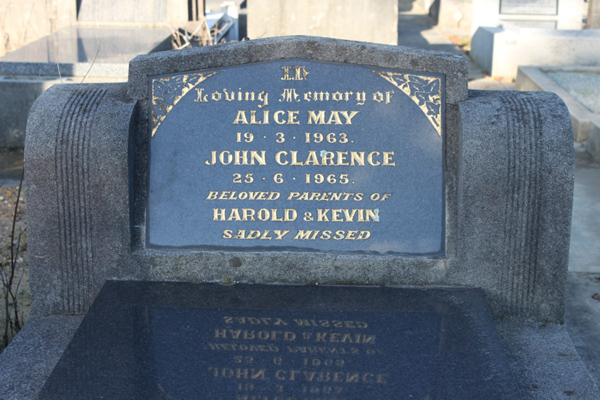 In
Loving Memory of
ALICE MAY
19·3·1963.
JOHN CLARENCE
25·6·1965.
BELOVED PARENTS OF
HAROLD & KEVIN
SADLY MISSED